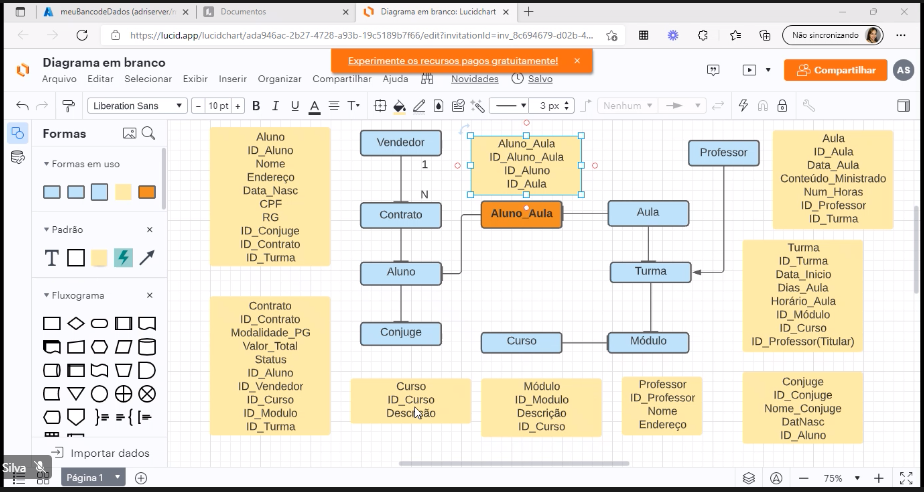 meuBancodeDados (adriserver/m
Documentos
Diagrama em branco: Lucidchart
https://lucid.app/lucidchart/ada946ac-2b27-4728-a93b-19c5189b7f66/edit?invitationId=inv_8c694679-d02b-4...
Não sincronizando
Diagrama em branco
Experimente os recursos pagos gratuitamente!
Arquivo Editar Selecionar Exibir Inserir Organizar Compartilhar Ajuda Novidades Salvo
Compartilhar
AS
Liberation Sans
10 pt
B I U A T
3 px
Nenhum
Formas
Formas em uso
Padrão
T
Fluxograma
Importar dados
Aluno
ID_Aluno
Nome
Endereço
Data_Nasc
CPF
RG
ID_Conjuge
ID_Contrato
ID_Turma
Contrato
ID_Contrato
Modalidade_PG
Valor_Total
Status
ID_Aluno
ID_Vendedor
ID_Curso
ID_Modulo
ID_Turma
Vendedor
1
N
Contrato
Aluno
Conjuge
Aluno_Aula
ID_Aluno_Aula
ID_Aluno
ID_Aula
Aluno_Aula
Professor
Aula
Turma
Curso
Módulo
Aula
ID_Aula
Data_Aula
Conteúdo_Ministrado
Num_Horas
ID_Professor
ID_Turma
Turma
ID_Turma
Data_Inicio
Dias_Aula
Horário_Aula
ID_Módulo
ID_Curso
ID_Professor(Titular)
Curso
ID_Curso
Descrição
Módulo
ID_Modulo
Descrição
ID_Curso
Professor
ID_Professor
Nome
Endereço
Conjuge
ID_Conjuge
Nome_Conjuge
DatNasc
ID_Aluno
Silva
Página 1
75%